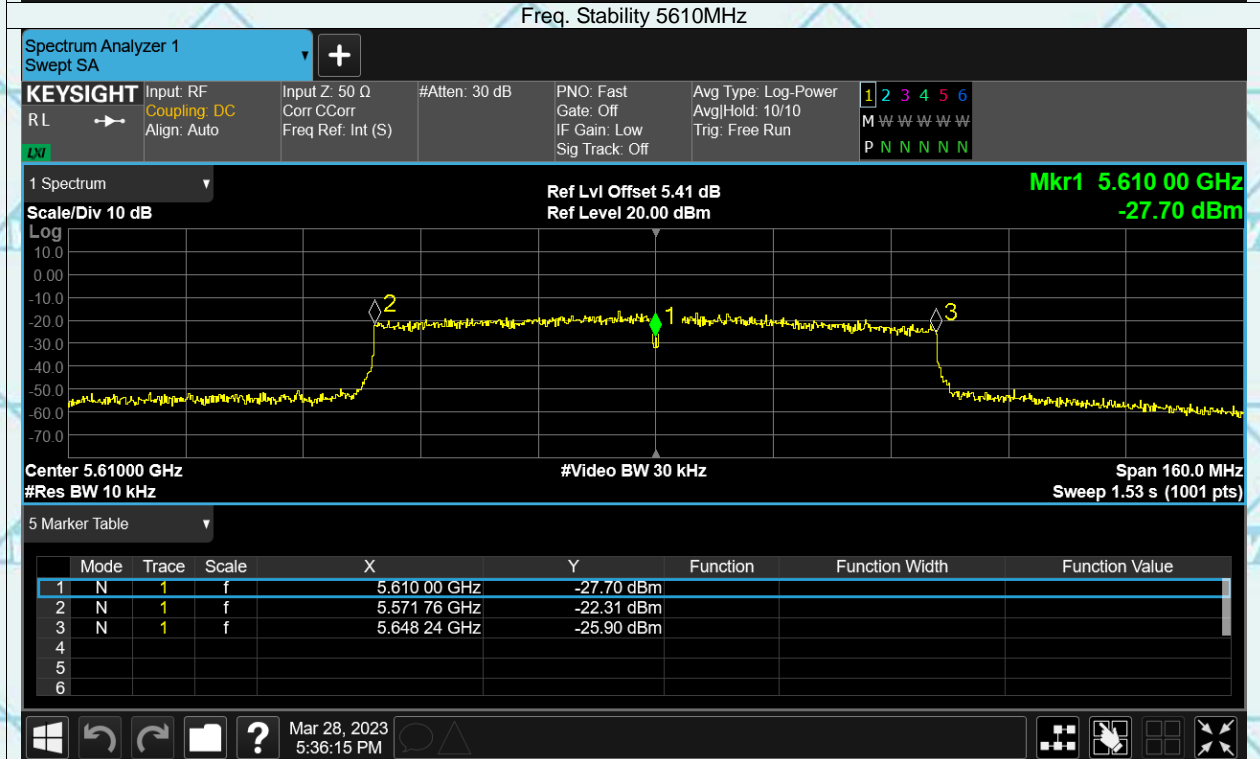 Freq. Stability 5610MHz
Spectrum Analyzer 1
Swept SA
KEYSIGHT Input: RF Input Z: 50 Ω #Atten: 30 dB PNO: Fast Avg Type: Log-Power 1 2 3 4 5 6
R L Coupling: DC Corr CCorr Gate: Off Avg|Hold: 10/10 M W W W W W
Align: Auto Freq Ref: Int (S) IF Gain: Low Trig: Free Run
LXI Sig Track: Off P N N N N N
1 Spectrum Ref Lvl Offset 5.41 dB Mkr1 5.610 00 GHz
Scale/Div 10 dB Ref Level 20.00 dBm -27.70 dBm
Log
10.0
0.00
-10.0
2
1
3
-20.0
-30.0
-40.0
-50.0
-60.0
-70.0
Center 5.61000 GHz #Video BW 30 kHz Span 160.0 MHz
#Res BW 10 kHz Sweep 1.53 s (1001 pts)
5 Marker Table
Mode Trace Scale X Y Function Function Width Function Value
1 N 1 f 5.610 00 GHz -27.70 dBm
2 N 1 f 5.571 76 GHz -22.31 dBm
3 N 1 f 5.648 24 GHz -25.90 dBm
4
5
6
? Mar 28, 2023
5:36:15 PM